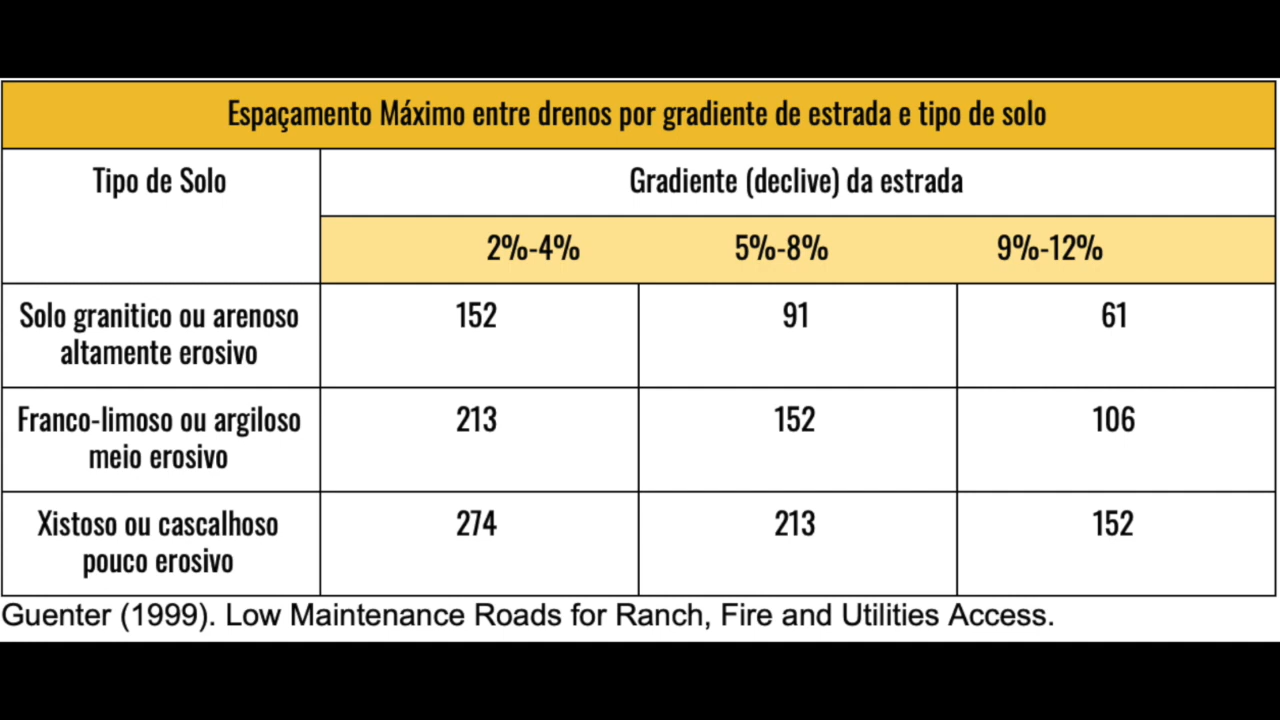 Espaçamento Máximo entre drenos por gradiente de estrada e tipo de solo
Tipo de Solo
Gradiente (declive) da estrada
2%-4% 5%-8% 9%-12%
Solo granitico ou arenoso
altamente erosivo
152 91 61
Franco-limoso ou argiloso
meio erosivo
213 152 106
Xistoso ou cascalhoso
pouco erosivo
274 213 152
Guenter (1999). Low Maintenance Roads for Ranch, Fire and Utilities Access.